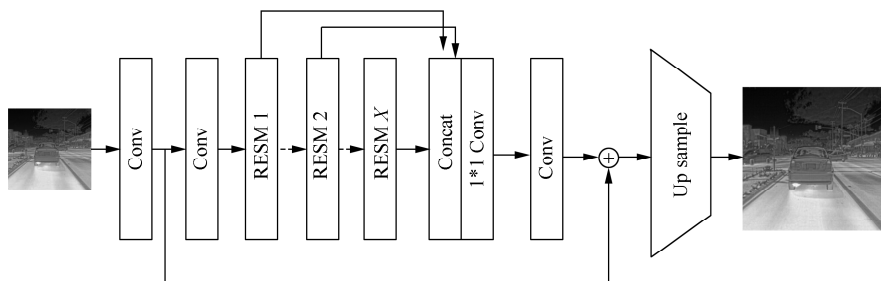 Conv
Conv
RESM 1
RESM 2
RESM X
Concat
1*1 Conv
Conv
+
Up sample